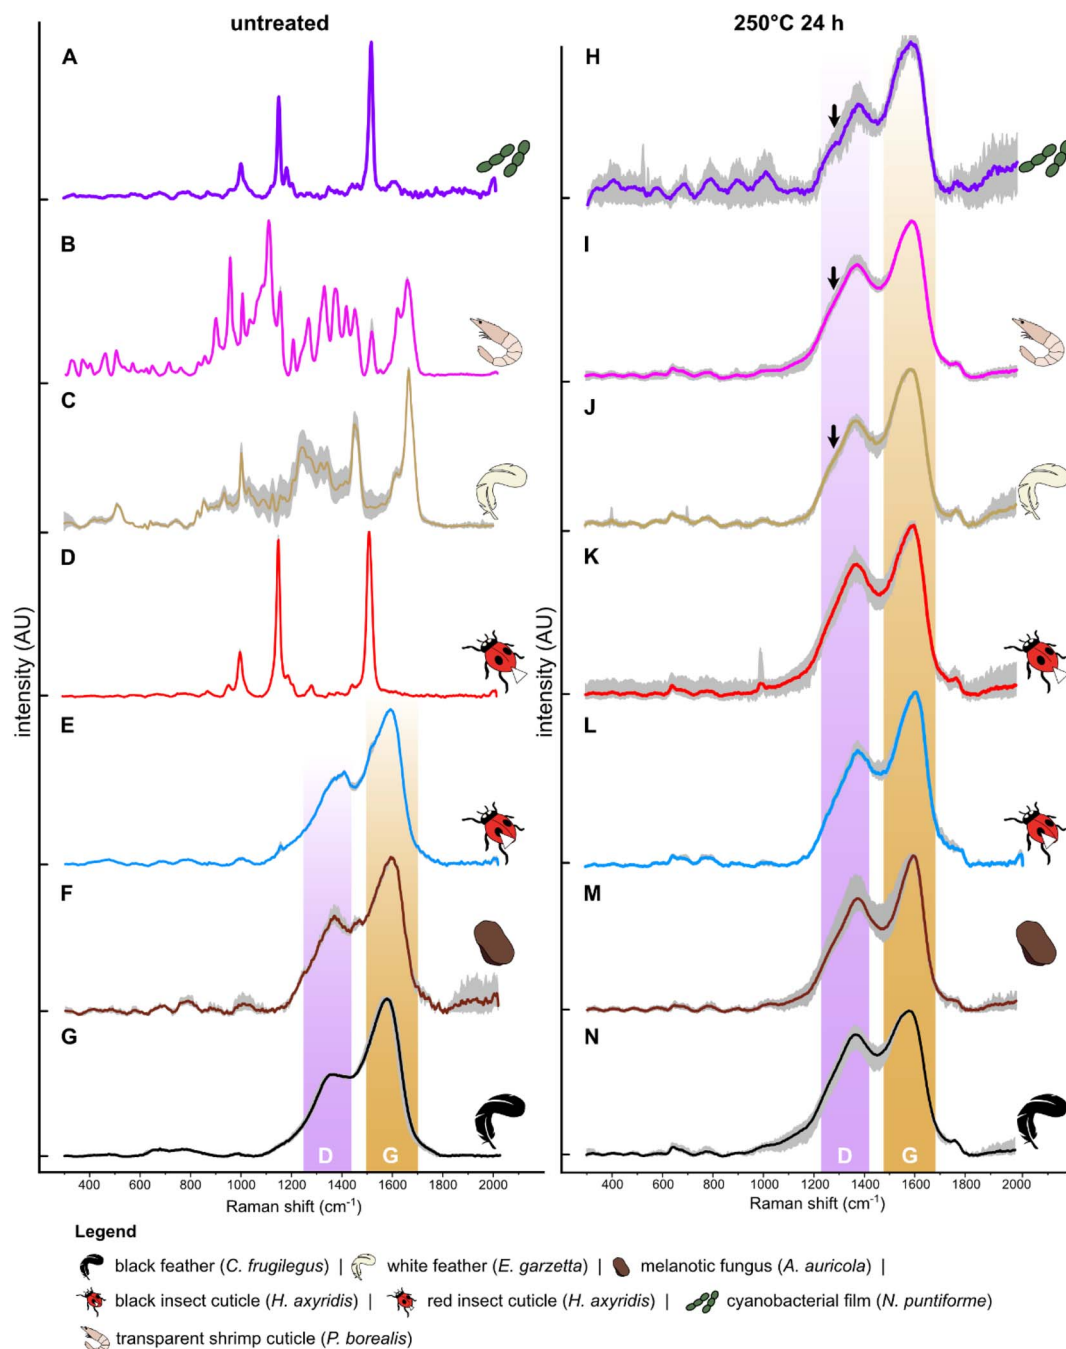 untreated
250°C 24 h
A
B
C
D
E
F
G
H
I
J
K
L
M
N
intensity (AU)
intensity (AU)
D
G
D
G
400 600 800 1000 1200 1400 1600 1800 2000
400 600 800 1000 1200 1400 1600 1800 2000
Raman shift (cm⁻¹)
Raman shift (cm⁻¹)
Legend
black feather (C. frugilegus) | white feather (E. garzetta) | melanotic fungus (A. auricola) |
black insect cuticle (H. axyridis) | red insect cuticle (H. axyridis) | cyanobacterial film (N. puntiforme)
transparent shrimp cuticle (P. borealis)